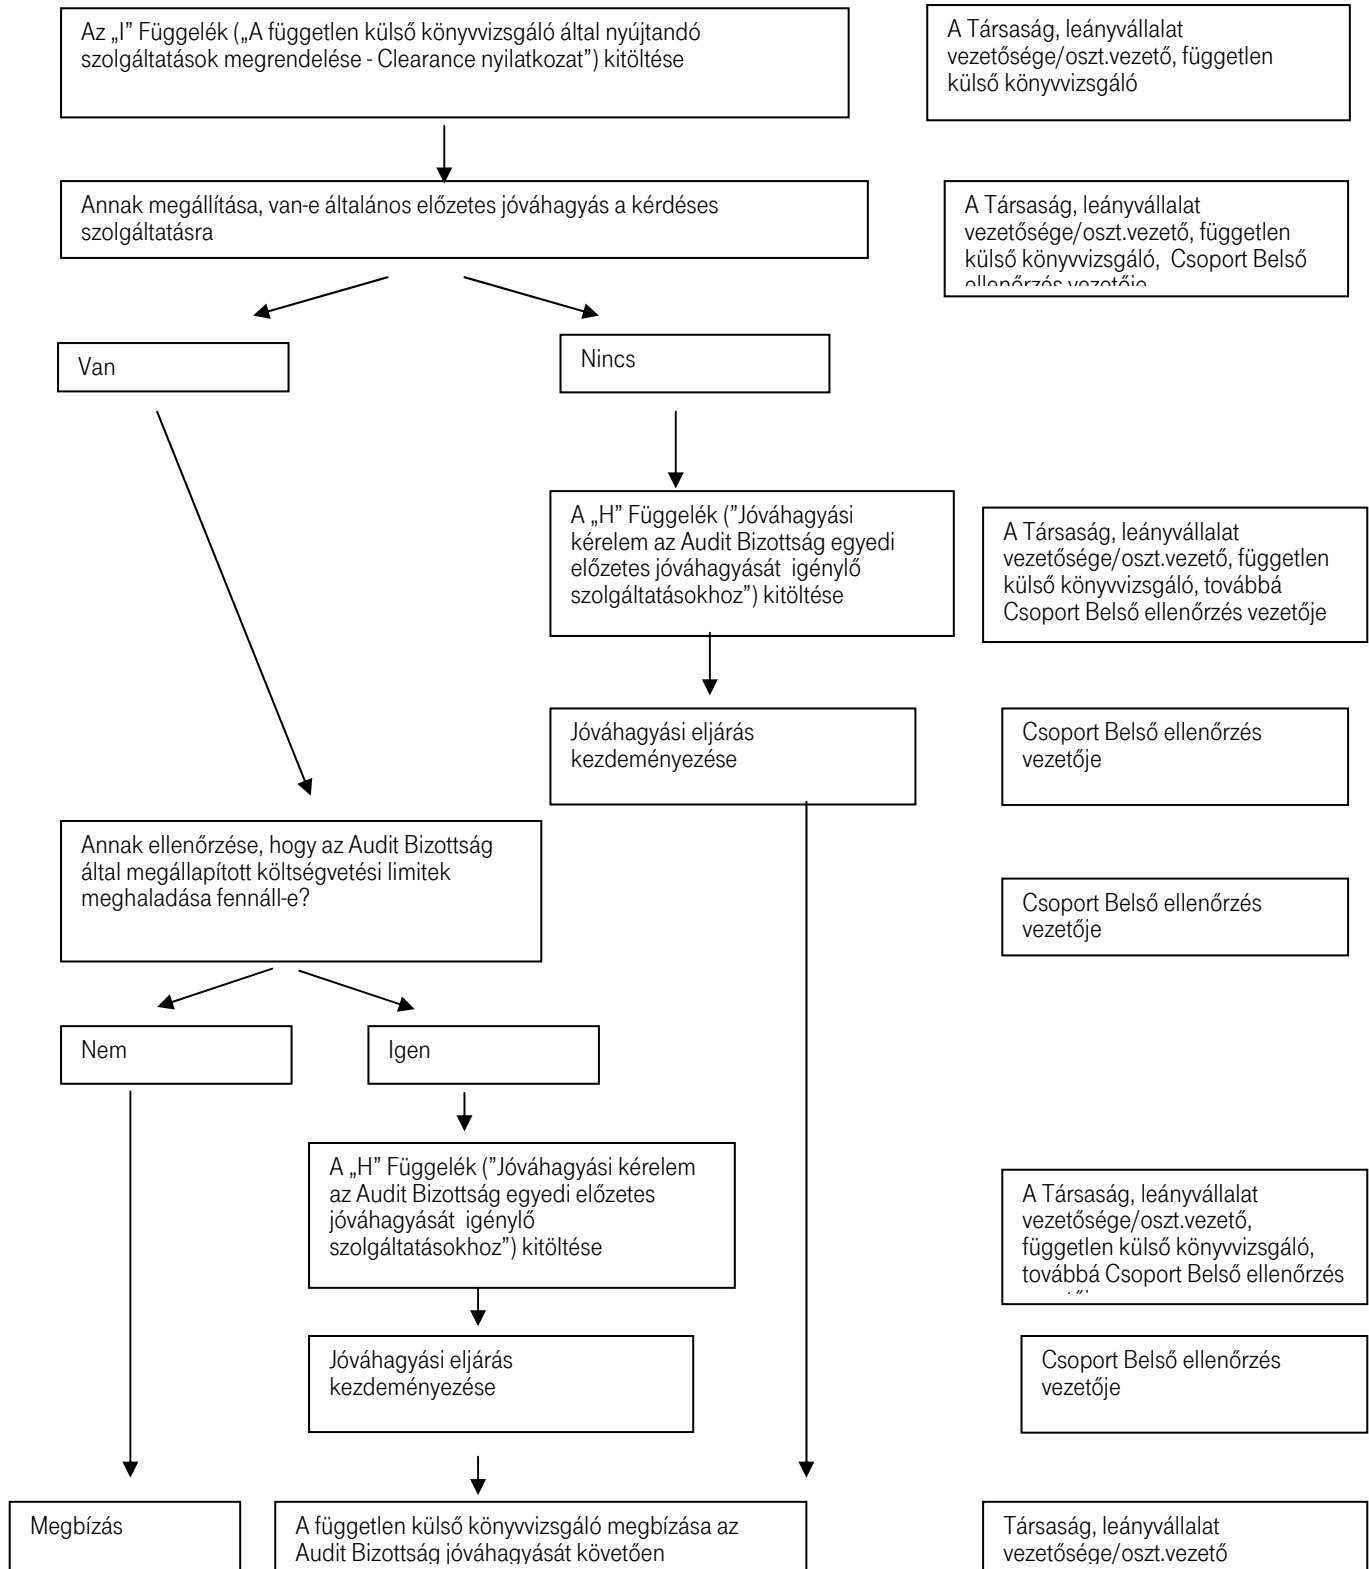 Az „I” Függelék („A független külső könyvvizsgáló által nyújtandó
szolgáltatások megrendelése - Clearance nyilatkozat”) kitöltése
A Társaság, leányvállalat
vezetősége/oszt.vezető, független
külső könyvvizsgáló
Annak megállítása, van-e általános előzetes jóváhagyás a kérdéses
szolgáltatásra
A Társaság, leányvállalat
vezetősége/oszt.vezető, független
külső könyvvizsgáló, Csoport Belső
ellenőrzés vezetője
Van
Nincs
A „H” Függelék (”Jóváhagyási
kérelem az Audit Bizottság egyedi
előzetes jóváhagyását igénylő
szolgáltatásokhoz”) kitöltése
A Társaság, leányvállalat
vezetősége/oszt.vezető, független
külső könyvvizsgáló, továbbá
Csoport Belső ellenőrzés vezetője
Jóváhagyási eljárás
kezdeményezése
Csoport Belső ellenőrzés
vezetője
Annak ellenőrzése, hogy az Audit Bizottság
által megállapított költségvetési limitek
meghaladása fennáll-e?
Csoport Belső ellenőrzés
vezetője
Nem
Igen
A „H” Függelék (”Jóváhagyási kérelem
az Audit Bizottság egyedi előzetes
jóváhagyását igénylő
szolgáltatásokhoz”) kitöltése
A Társaság, leányvállalat
vezetősége/oszt.vezető,
független külső könyvvizsgáló,
továbbá Csoport Belső ellenőrzés
Jóváhagyási eljárás
kezdeményezése
Csoport Belső ellenőrzés
vezetője
Megbízás
A független külső könyvvizsgáló megbízása az
Audit Bizottság jóváhagyását követően
Társaság, leányvállalat
vezetősége/oszt.vezető